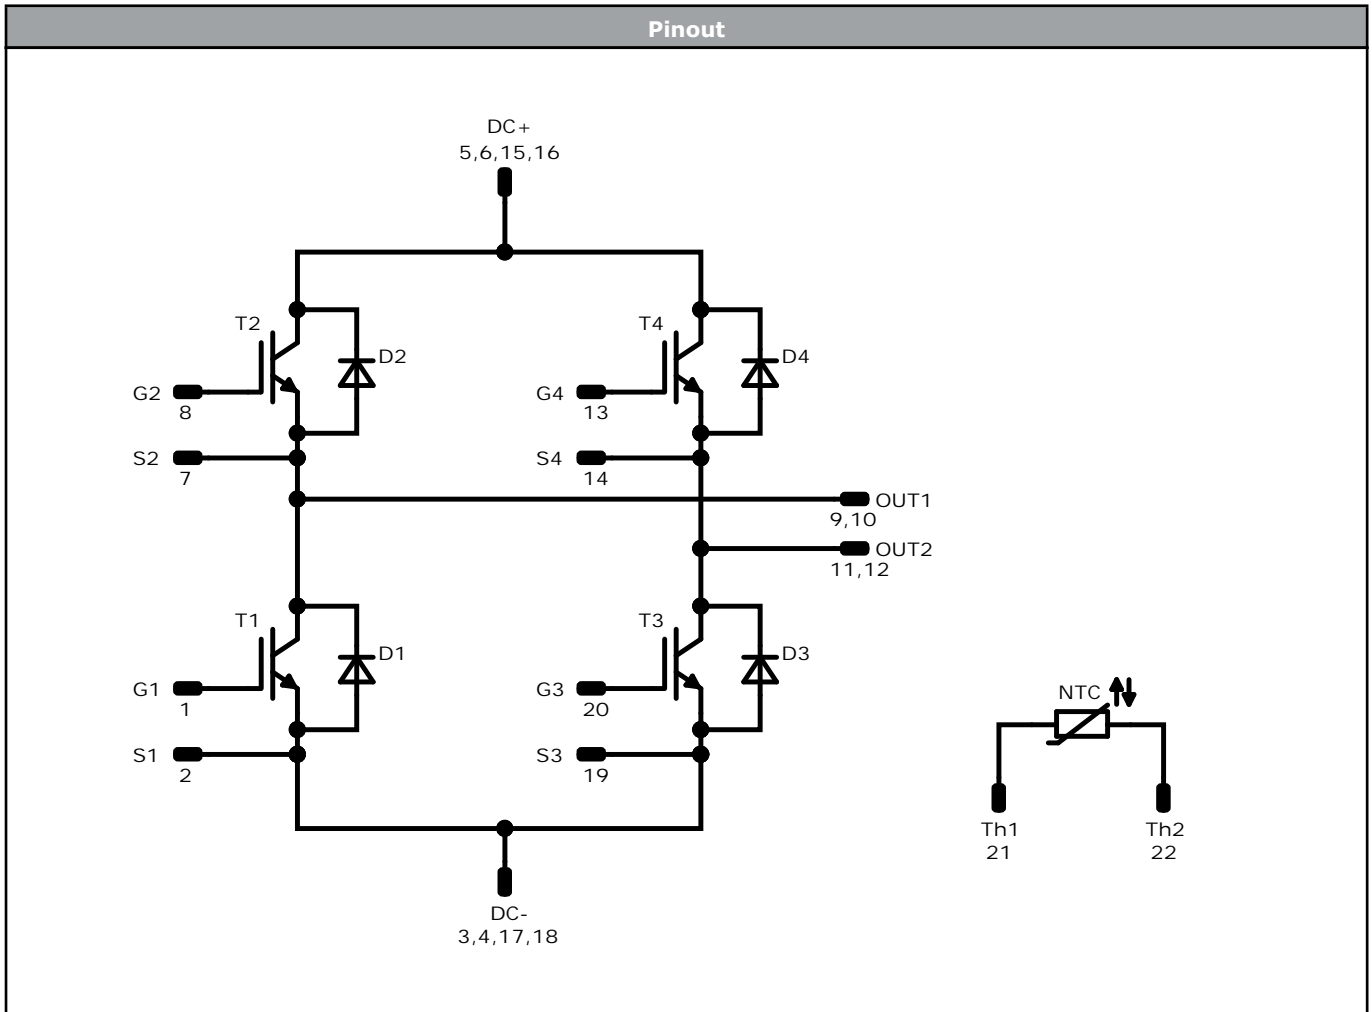 Pinout
DC+
5,6,15,16
T2
T4
D2
D4
G2
G4
8
13
S2
S4
7
14
OUT1
9,10
OUT2
11,12
T1
T3
D1
D3
G1
G3
1
20
NTC
S1
S3
2
19
Th1
Th2
21
22
DC-
3,4,17,18